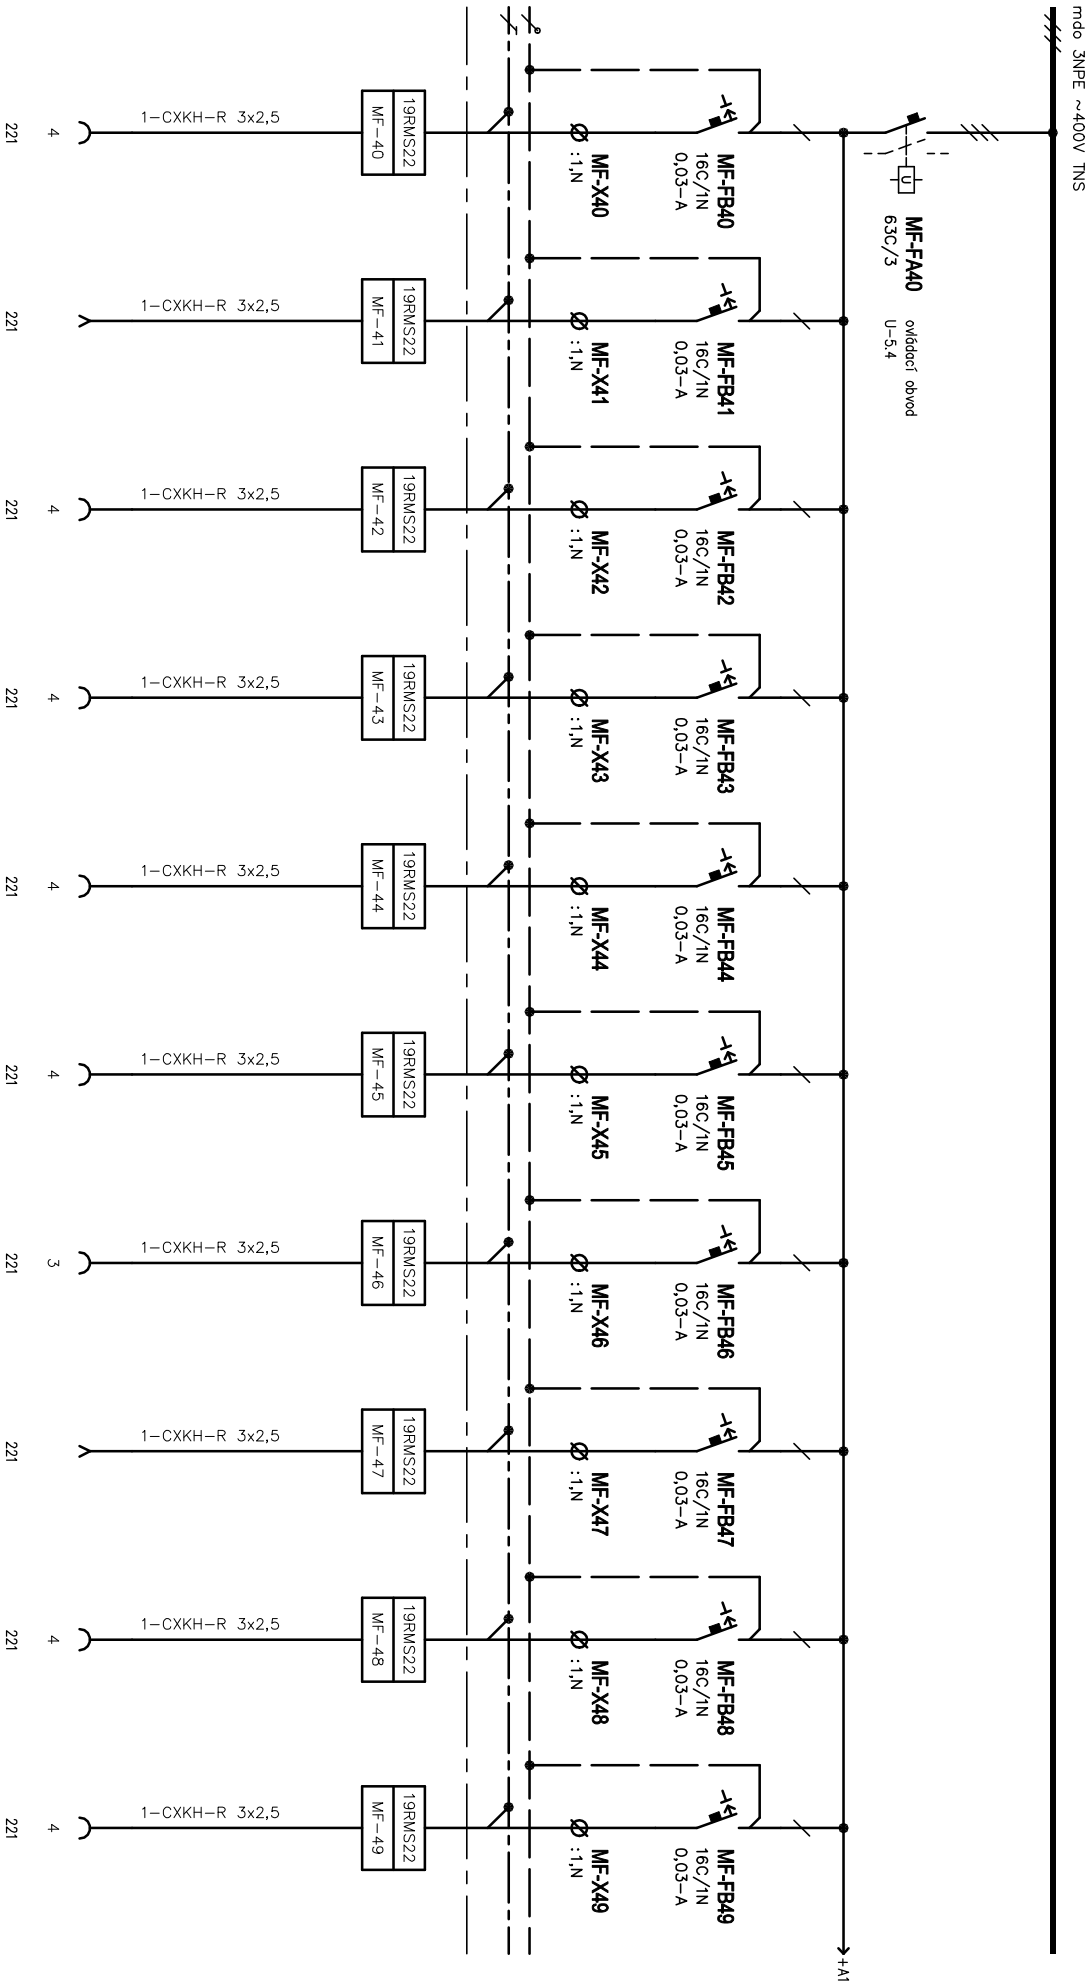 mdo 3NPE ~400V TNS
MF-FA40
63C/3
ovládací obvod
U-5.4
U
+A1
MF-FB40
16C/1N
0,03-A
MF-X40
:1,N
19RMS22
MF-40
1-CXKH-R 3x2,5
4
221
MF-FB41
16C/1N
0,03-A
MF-X41
:1,N
19RMS22
MF-41
1-CXKH-R 3x2,5
221
MF-FB42
16C/1N
0,03-A
MF-X42
:1,N
19RMS22
MF-42
1-CXKH-R 3x2,5
4
221
MF-FB43
16C/1N
0,03-A
MF-X43
:1,N
19RMS22
MF-43
1-CXKH-R 3x2,5
4
221
MF-FB44
16C/1N
0,03-A
MF-X44
:1,N
19RMS22
MF-44
1-CXKH-R 3x2,5
4
221
MF-FB45
16C/1N
0,03-A
MF-X45
:1,N
19RMS22
MF-45
1-CXKH-R 3x2,5
4
221
MF-FB46
16C/1N
0,03-A
MF-X46
:1,N
19RMS22
MF-46
1-CXKH-R 3x2,5
3
221
MF-FB47
16C/1N
0,03-A
MF-X47
:1,N
19RMS22
MF-47
1-CXKH-R 3x2,5
221
MF-FB48
16C/1N
0,03-A
MF-X48
:1,N
19RMS22
MF-48
1-CXKH-R 3x2,5
4
221
MF-FB49
16C/1N
0,03-A
MF-X49
:1,N
19RMS22
MF-49
1-CXKH-R 3x2,5
4
221